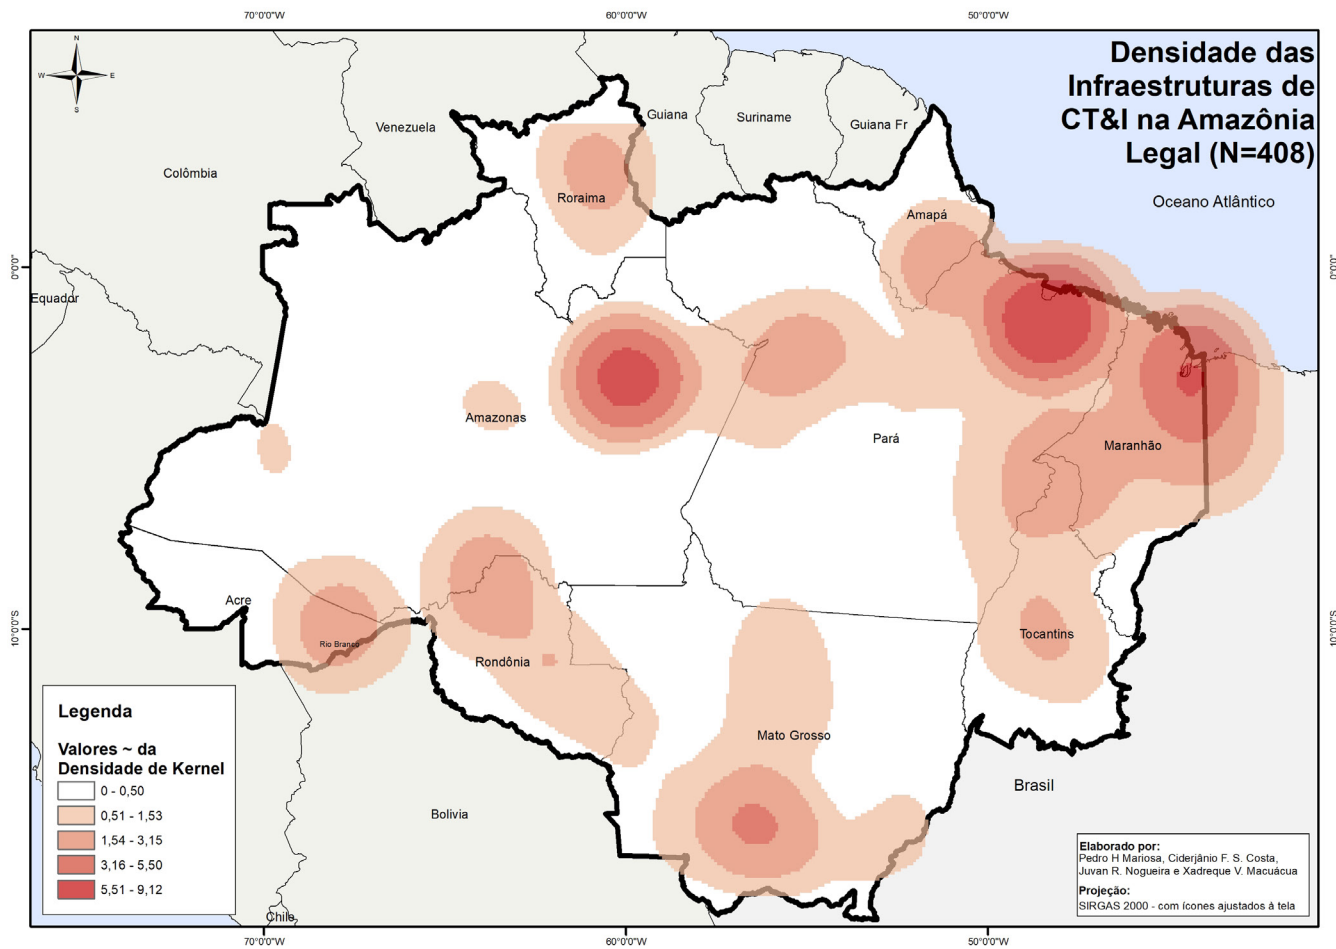 70°0'0"W
60°0'0"W
50°0'0"W
Densidade das
Infraestruturas de
CT&I na Amazônia
Legal (N=408)
N
W
E
S
Venezuela
Guiana
Suriname
Guiana Fr
Colômbia
Roraima
Oceano Atlântico
Amapá
0°0'0"
0°0'0"
Equador
Amazonas
Pará
Maranhão
Acre
Rio Branco
Rondônia
Tocantins
10°0'0"S
10°0'0"S
Mato Grosso
Brasil
Bolivia
Chile
Legenda
Valores ~ da
Densidade de Kernel
0 - 0,50
0,51 - 1,53
1,54 - 3,15
3,16 - 5,50
5,51 - 9,12
Elaborado por:
Pedro H Mariosa, Ciderjânio F. S. Costa,
Juvan R. Nogueira e Xadreque V. Macuácua
Projeção:
SIRGAS 2000 - com ícones ajustados à tela
70°0'0"W
60°0'0"W
50°0'0"W